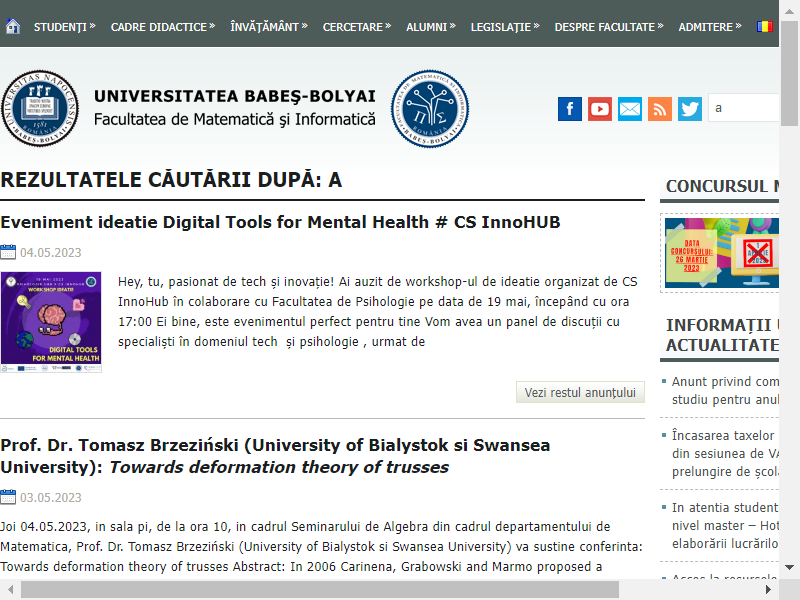 STUDENȚI » CADRE DIDACTICE » ÎNVĂȚĂMÂNT » CERCETARE » ALUMNI » LEGISLAȚIE » DESPRE FACULTATE » ADMITERE »
UNIVERSITATEA BABEŞ-BOLYAI
Facultatea de Matematică şi Informatică
a
REZULTATELE CĂUTĂRII DUPĂ: A
Eveniment ideatie Digital Tools for Mental Health # CS InnoHUB
04.05.2023
WORKSHOP IDEATIE
DIGITAL TOOLS
FOR MENTAL HEALTH
Hey, tu, pasionat de tech și inovație! Ai auzit de workshop-ul de ideatie organizat de CS
InnoHub în colaborare cu Facultatea de Psihologie pe data de 19 mai, începând cu ora
17:00 Ei bine, este evenimentul perfect pentru tine Vom avea un panel de discuții cu
specialiști în domeniul tech și psihologie , urmat de
Vezi restul anunțului
Prof. Dr. Tomasz Brzeziński (University of Bialystok si Swansea
University): Towards deformation theory of trusses
03.05.2023
Joi 04.05.2023, in sala pi, de la ora 10, in cadrul Seminarului de Algebra din cadrul departamentului de
Matematica, Prof. Dr. Tomasz Brzeziński (University of Bialystok si Swansea University) va sustine conferinta:
Towards deformation theory of trusses Abstract: In 2006 Carinena, Grabowski and Marmo proposed a
CONCURSUL
DATA
CONCURSULUI:
26 MARTIE
2023
INFORMAȚII
ACTUALITATE
Anunt privind com
studiu pentru anul
Încasarea taxelor
din sesiunea de VA
prelungire de școla
In atentia student
nivel master – Hot
elaborării lucrărilo
Acces la resursele